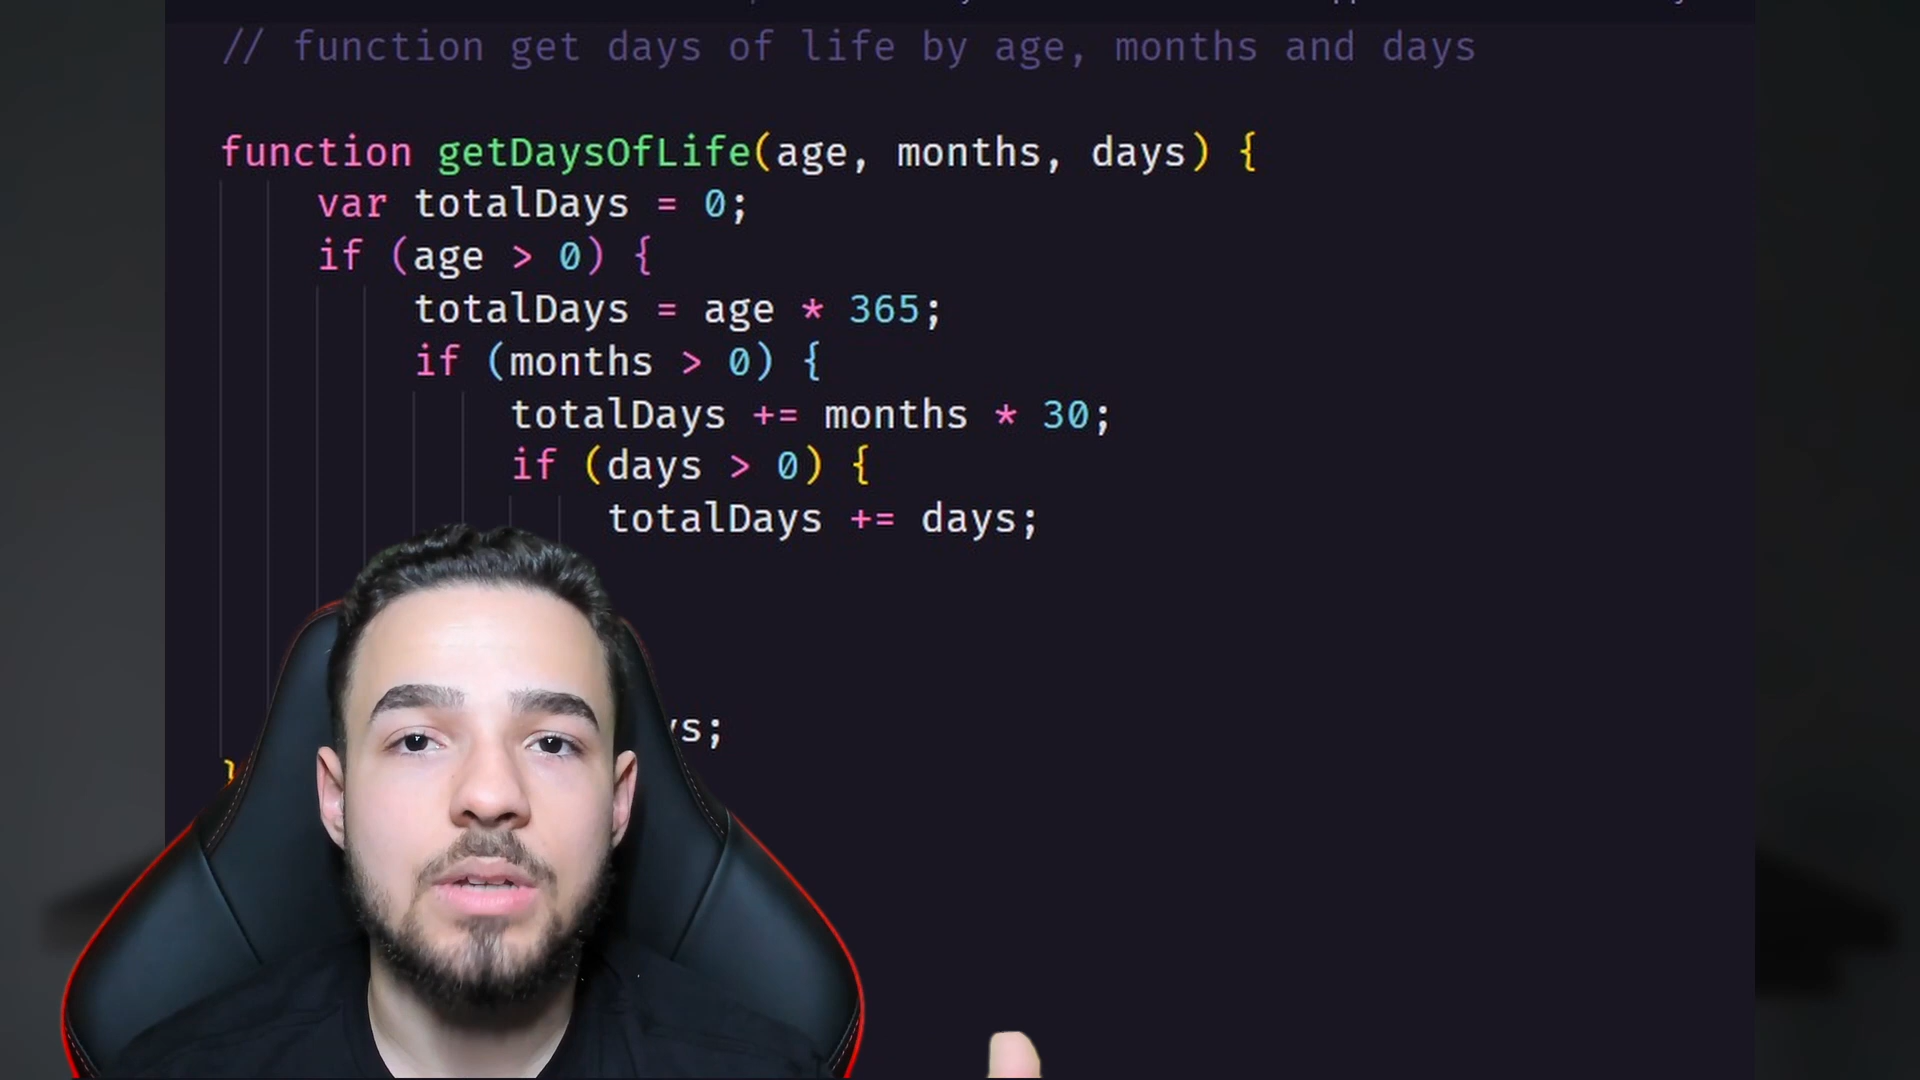 // function get days of life by age, months and days
function getDaysOfLife(age, months, days) {
var totalDays = 0;
if (age > 0) {
totalDays = age * 365;
if (months > 0) {
totalDays += months * 30;
if (days > 0) {
totalDays += days;
ys;
}